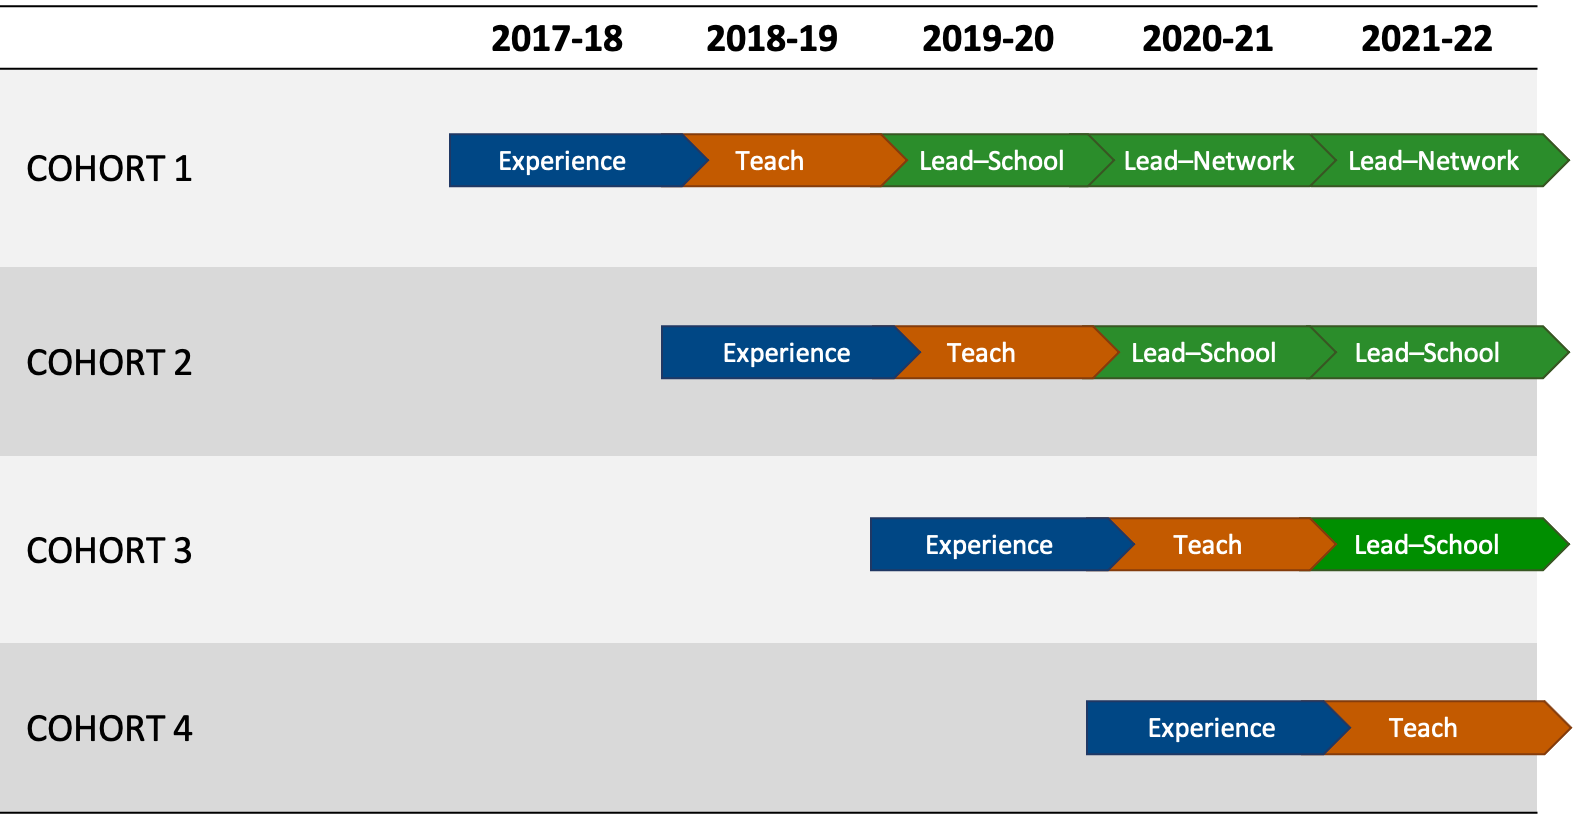 2017-18 2018-19 2019-20 2020-21 2021-22
COHORT 1 Experience Teach Lead–School Lead–Network Lead–Network
COHORT 2 Experience Teach Lead–School Lead–School
COHORT 3 Experience Teach Lead–School
COHORT 4 Experience Teach